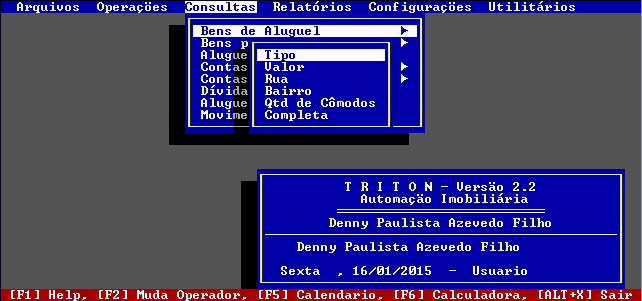 Arquivos Operações Consultas Relatórios Configurações Utilitários
Bens de Aluguel
Bens p
Alugue
Contas
Contas
Dívida
Alugue
Movime
Tipo
Valor
Rua
Bairro
Qtd de Cômodos
Completa
T R I T O N - Versão 2.2
Automação Imobiliária
Denny Paulista Azevedo Filho
Denny Paulista Azevedo Filho
Sexta , 16/01/2015 - Usuario
[F1] Help, [F2] Muda Operador, [F5] Calendario, [F6] Calculadora, [ALT+X] Sair